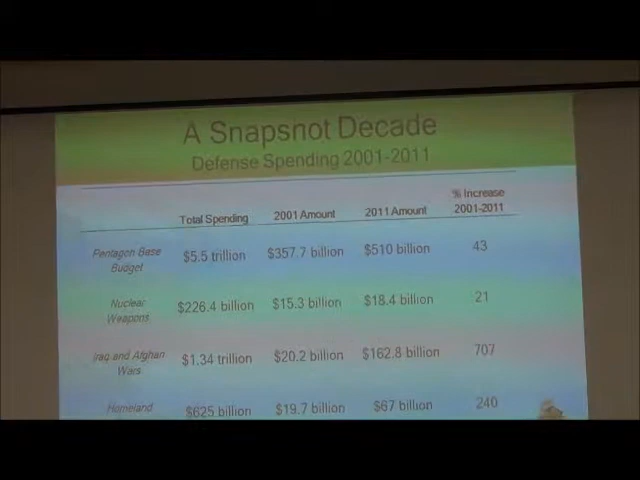 A Snapshot Decade
Defense Spending 2001-2011
% Increase
Total Spending 2001 Amount 2011 Amount 2001-2011
Pentagon Base
Budget $5.5 trillion $357.7 billion $510 billion 43
Nuclear
Weapons $226.4 billion $15.3 billion $18.4 billion 21
Iraq and Afghan
Wars $1.34 trillion $20.2 billion $162.8 billion 707
Homeland $625 billion $19.7 billion $67 billion 240